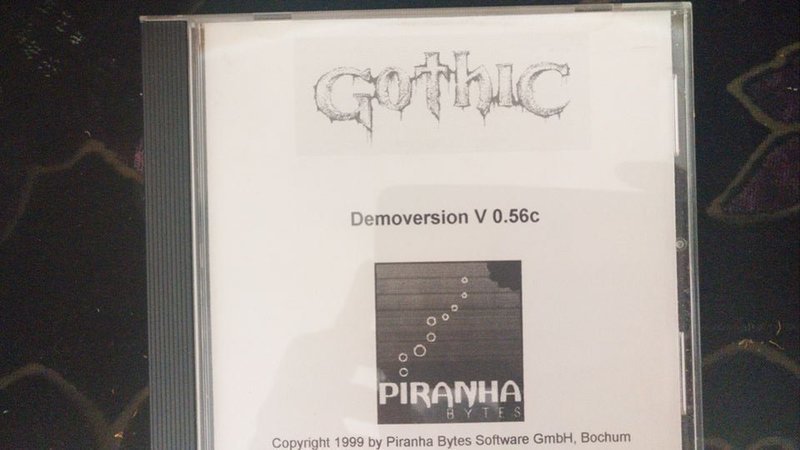 GOTHIC
Demoversion V 0.56c
PIRANHA
BYTES
Copyright 1999 by Piranha Bytes Software GmbH, Bochum